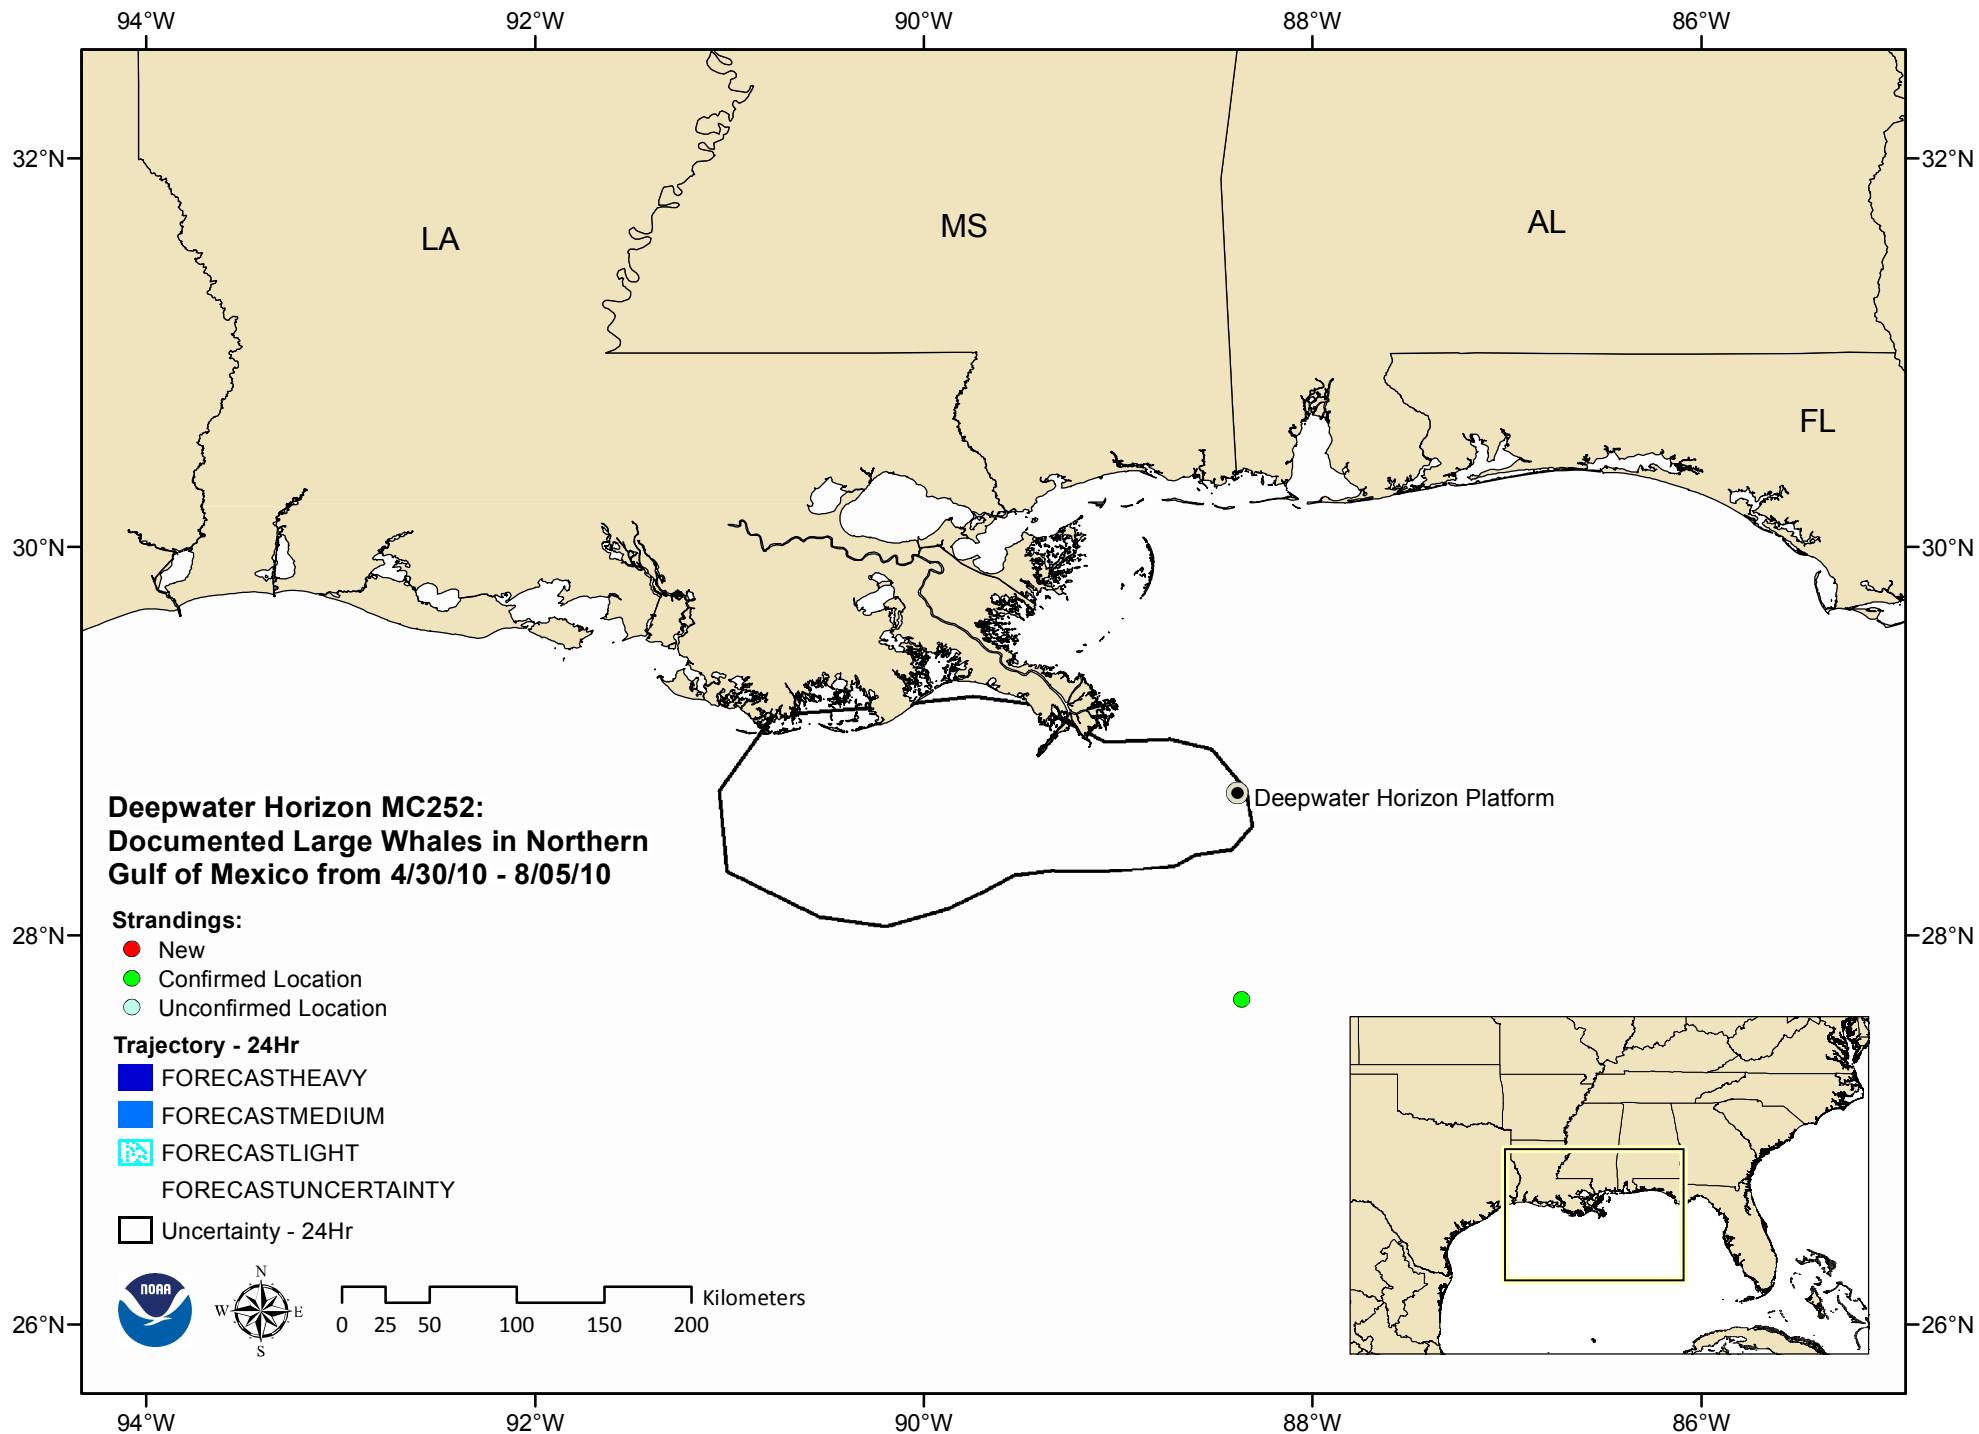 94°W 92°W 90°W 88°W 86°W
32°N 32°N
LA MS AL
FL
30°N 30°N
Deepwater Horizon Platform
Deepwater Horizon MC252:
Documented Large Whales in Northern
Gulf of Mexico from 4/30/10 - 8/05/10
Strandings:
28°N 28°N
New
Confirmed Location
Unconfirmed Location
Trajectory - 24Hr
FORECASTHEAVY
FORECASTMEDIUM
FORECASTLIGHT
FORECASTUNCERTAINTY
Uncertainty - 24Hr
NOAA
N
W E
S
Kilometers
0 25 50 100 150 200
26°N 26°N
94°W 92°W 90°W 88°W 86°W